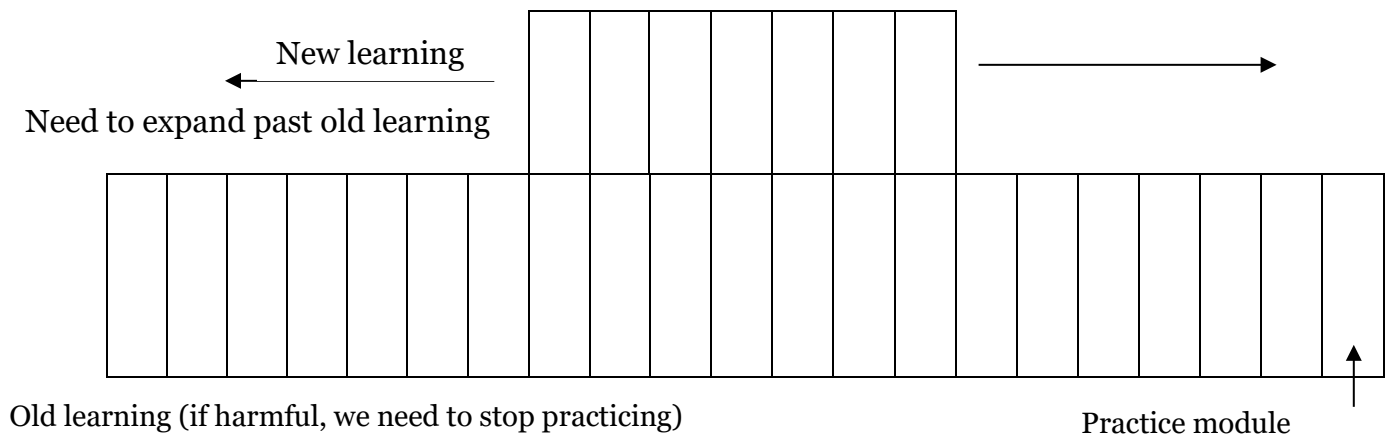 New learning
Need to expand past old learning
Old learning (if harmful, we need to stop practicing)
Practice module